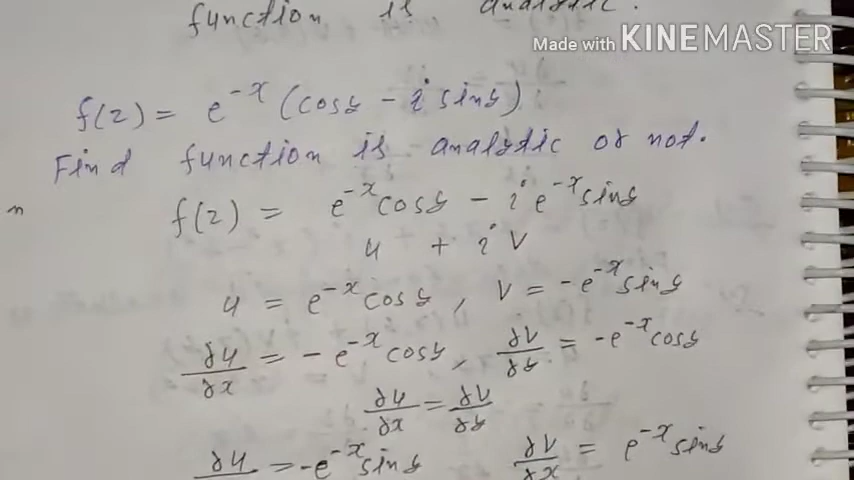 function is analytic.
Made with KINEMASTER
f(z) = e^-x (cosy - i siny)
Find function is analytic or not.
n
f(z) = e^-x cosy - i e^-x siny
u + i v
u = e^-x cosy, v = -e^-x siny
∂u/∂x = -e^-x cosy, ∂v/∂y = -e^-x cosy
∂u/∂x = ∂v/∂y
∂u = -e^-x siny ∂v/∂x = e^-x siny